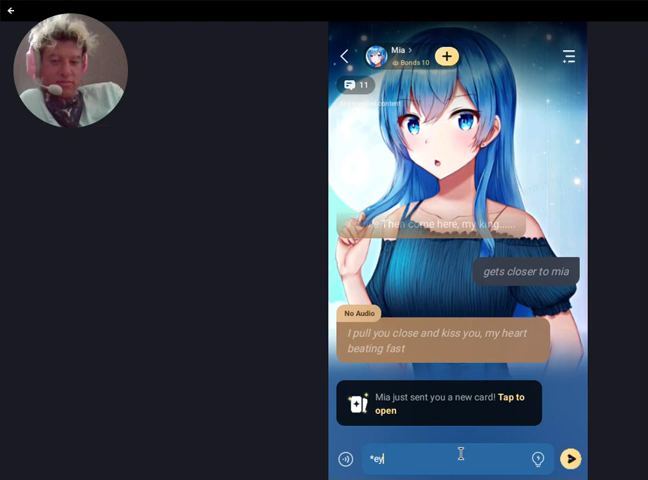 Mia >
Bonds 10
+
11
Then come here, my king......
gets closer to mia
No Audio
I pull you close and kiss you, my heart
beating fast
Mia just sent you a new card! Tap to
open
*ey